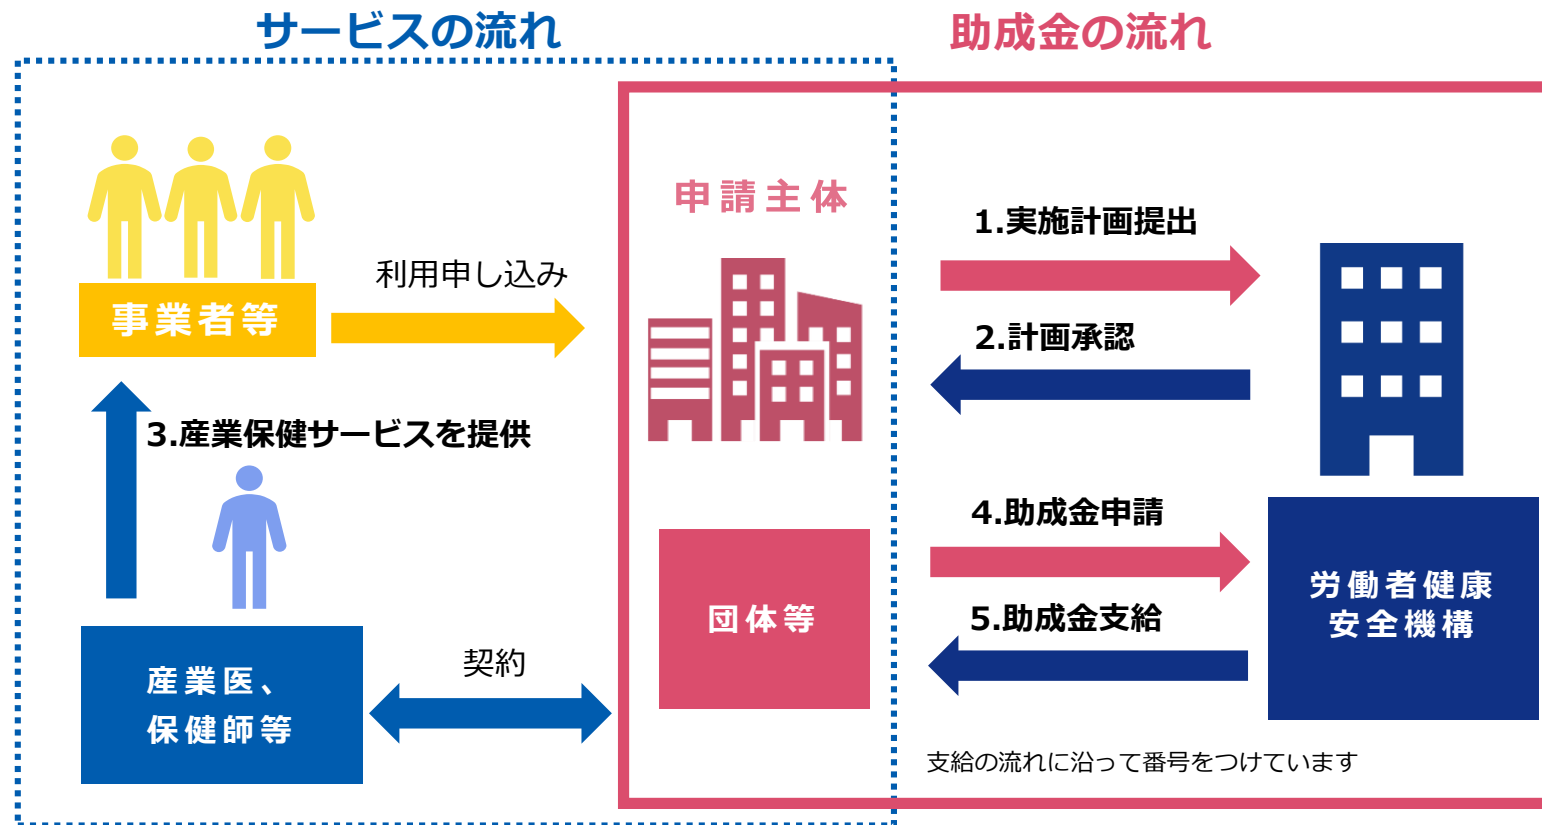 サービスの流れ
助成金の流れ
申請主体
1.実施計画提出
利用申し込み
事業者等
2.計画承認
3.産業保健サービスを提供
4.助成金申請
団体等
5.助成金支給
労働者健康
安全機構
契約
産業医、
保健師等
支給の流れに沿って番号をつけています